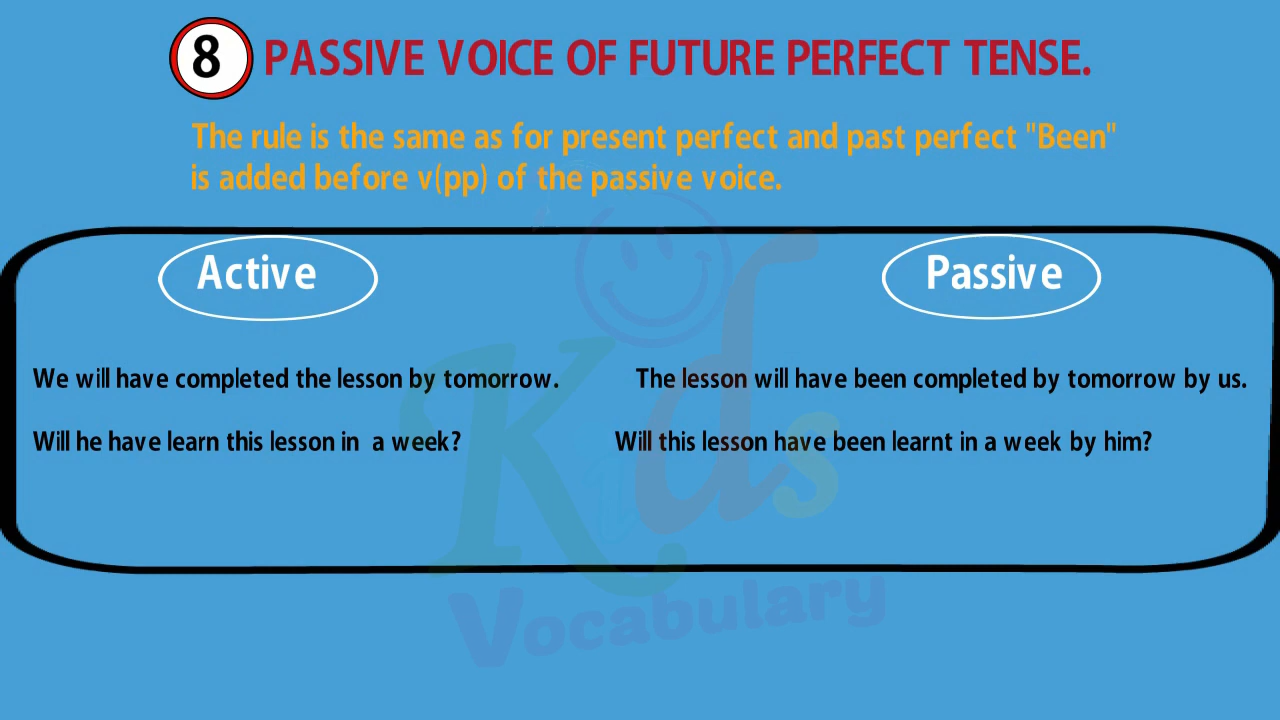 8 PASSIVE VOICE OF FUTURE PERFECT TENSE.
The rule is the same as for present perfect and past perfect "Been"
is added before v(pp) of the passive voice.
Active
Passive
We will have completed the lesson by tomorrow.
The lesson will have been completed by tomorrow by us.
Will he have learn this lesson in a week?
Will this lesson have been learnt in a week by him?
Kids
Vocabulary